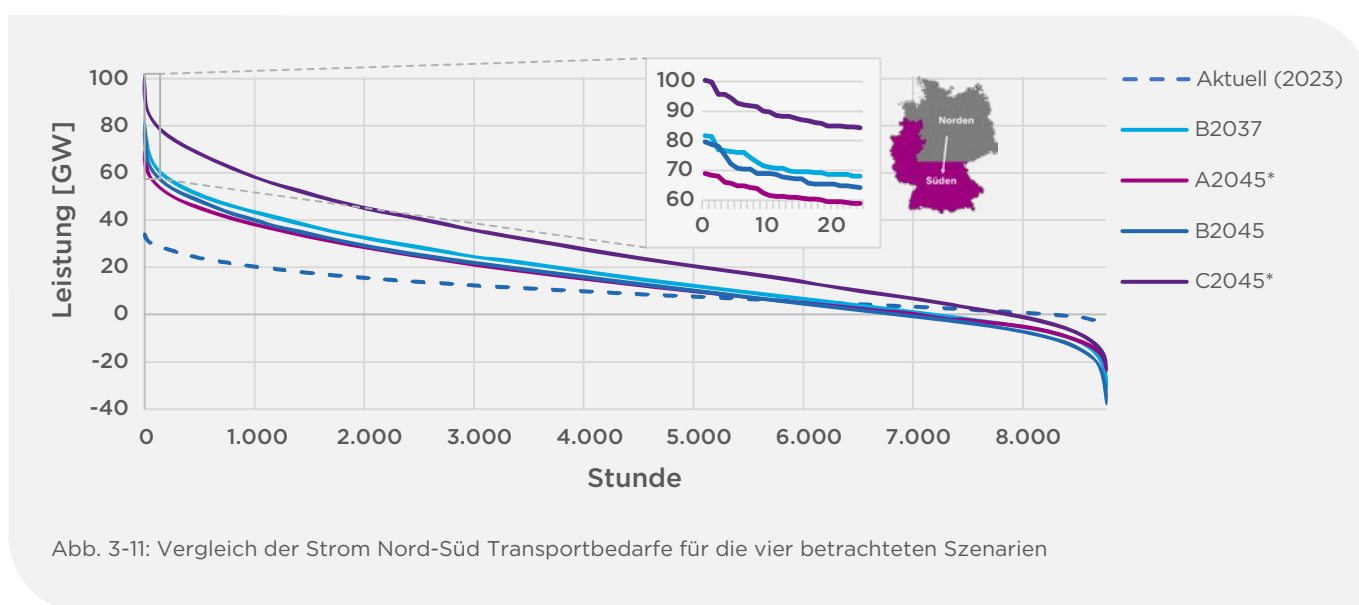 Leistung [GW]
100
80
60
40
20
0
-20
-40
0 1.000 2.000 3.000 4.000 5.000 6.000 7.000 8.000
Stunde
100
90
80
70
60
0 10 20
Norden
Süden
Aktuell (2023)
B2037
A2045*
B2045
C2045*
Abb. 3-11: Vergleich der Strom Nord-Süd Transportbedarfe für die vier betrachteten Szenarien